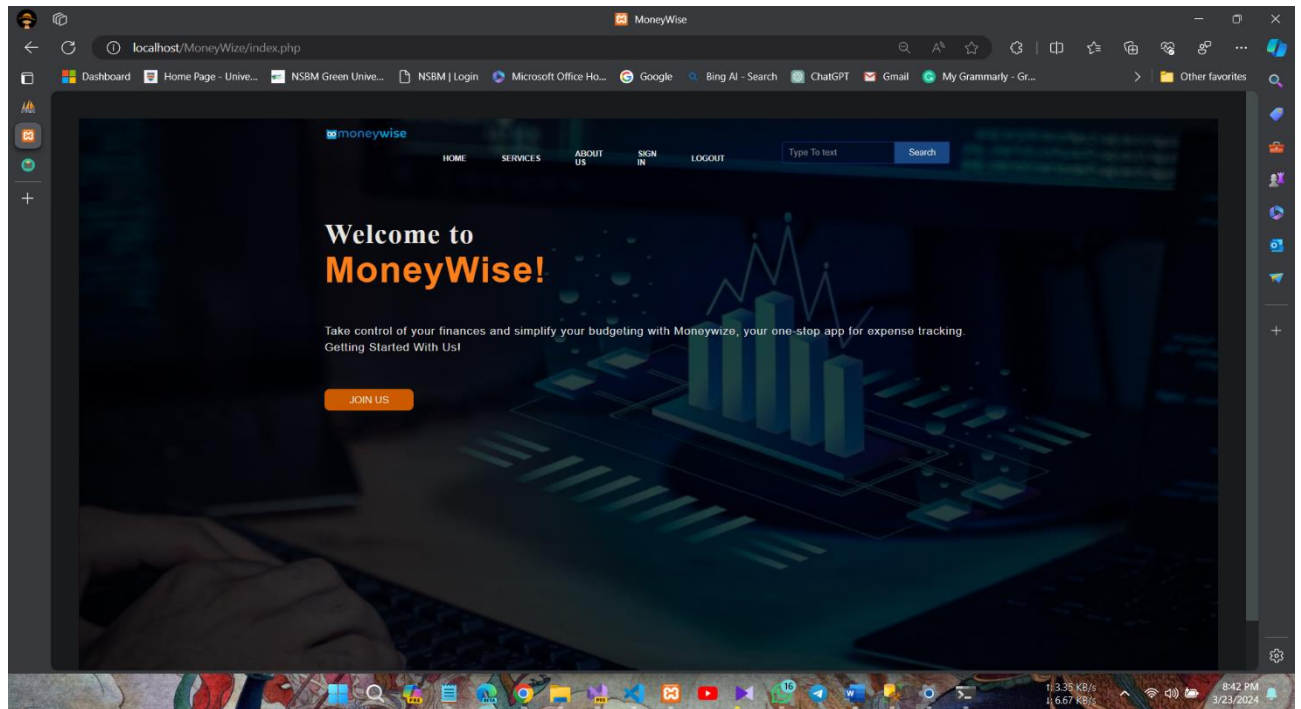 MoneyWise
localhost/MoneyWize/index.php
Dashboard Home Page - Unive... NSBM Green Unive... NSBM | Login Microsoft Office Ho... Google Bing AI - Search ChatGPT Gmail My Grammarly - Gr... Other favorites
moneywise
HOME SERVICES ABOUT US SIGN IN LOGOUT Type To text Search
Welcome to
MoneyWise!
Take control of your finances and simplify your budgeting with Moneywize, your one-stop app for expense tracking.
Getting Started With Us!
JOIN US
16
↑: 3.35 KB/s
↓: 6.67 KB/s
8:42 PM
3/23/2024